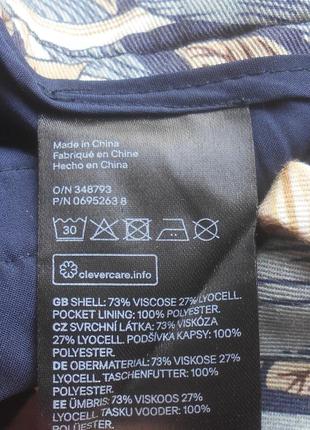 Made in China
Fabriqué en Chine
Hecho en China
O/N 348793
P/N 0695263 8
30
clevercare.info
GB SHELL: 73% VISCOSE 27% LYOCELL.
POCKET LINING: 100% POLYESTER.
CZ SVRCHNÍ LÁTKA: 73% VISKÓZA
27% LYOCELL. PODŠÍVKA KAPSY: 100%
POLYESTER.
DE OBERMATERIAL: 73% VISKOSE 27%
LYOCELL. TASCHENFUTTER: 100%
POLYESTER.
EE ÜMBRIS: 73% VISKOOS 27%
LYOCELL. TASKU VOODER: 100%
POLÜESTER.